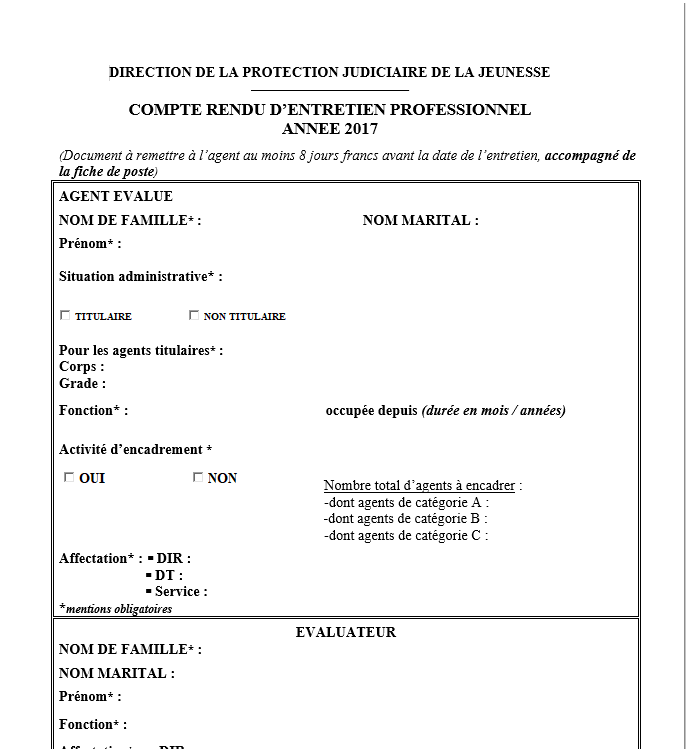 DIRECTION DE LA PROTECTION JUDICIAIRE DE LA JEUNESSE
COMPTE RENDU D’ENTRETIEN PROFESSIONNEL
ANNEE 2017
(Document à remettre à l’agent au moins 8 jours francs avant la date de l’entretien, accompagné de
la fiche de poste)
AGENT EVALUE
NOM DE FAMILLE* : NOM MARITAL :
Prénom* :
Situation administrative* :
TITULAIRE NON TITULAIRE
Pour les agents titulaires* :
Corps :
Grade :
Fonction* : occupée depuis (durée en mois / années)
Activité d’encadrement *
OUI NON
Nombre total d’agents à encadrer :
-dont agents de catégorie A :
-dont agents de catégorie B :
-dont agents de catégorie C :
Affectation* : ▪ DIR :
▪ DT :
▪ Service :
*mentions obligatoires
EVALUATEUR
NOM DE FAMILLE* :
NOM MARITAL :
Prénom* :
Fonction* :